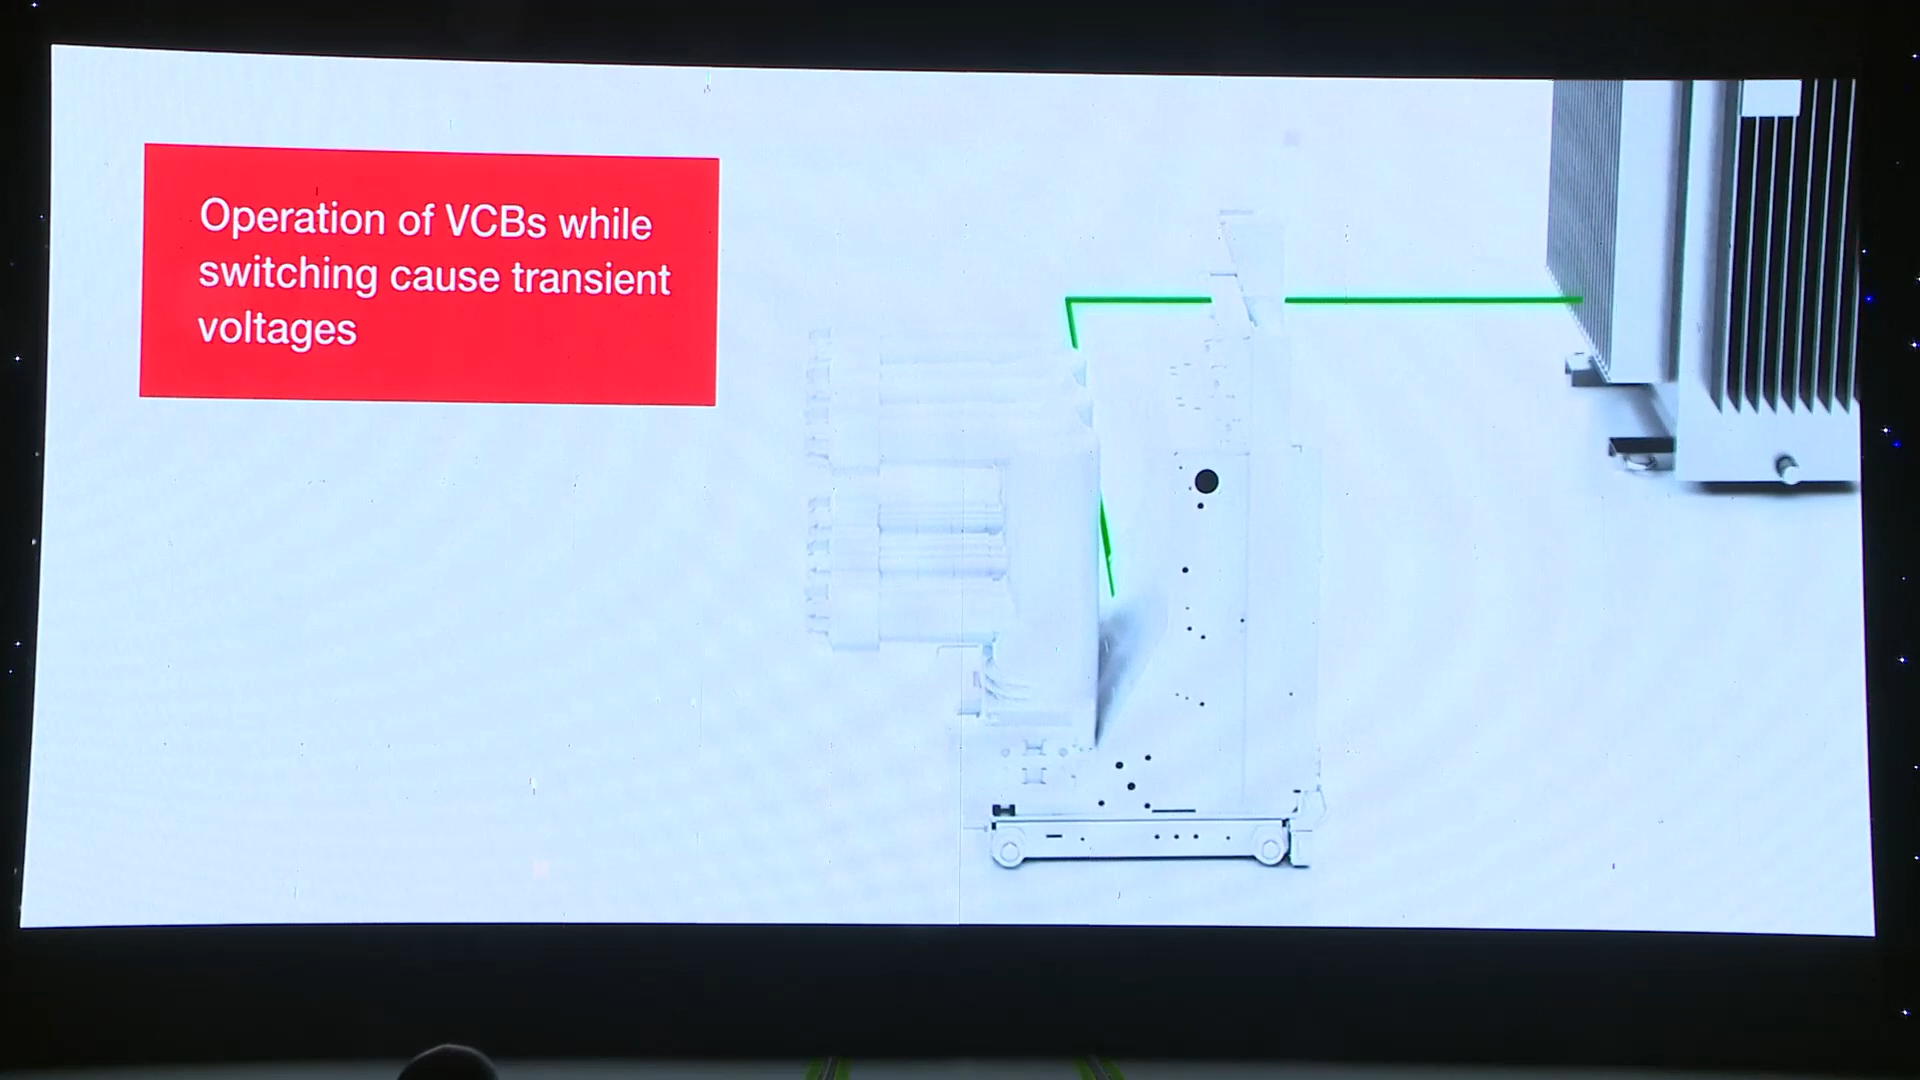 Operation of VCBs while
switching cause transient
voltages